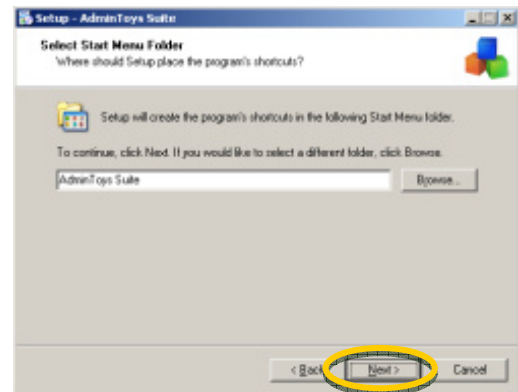 Setup - AdminToys Suite
Select Start Menu Folder
Where should Setup place the program's shortcuts?
Setup will create the program's shortcuts in the following Start Menu folder.
To continue, click Next. If you would like to select a different folder, click Browse.
AdminToys Suite
Browse...
< Back
Next >
Cancel